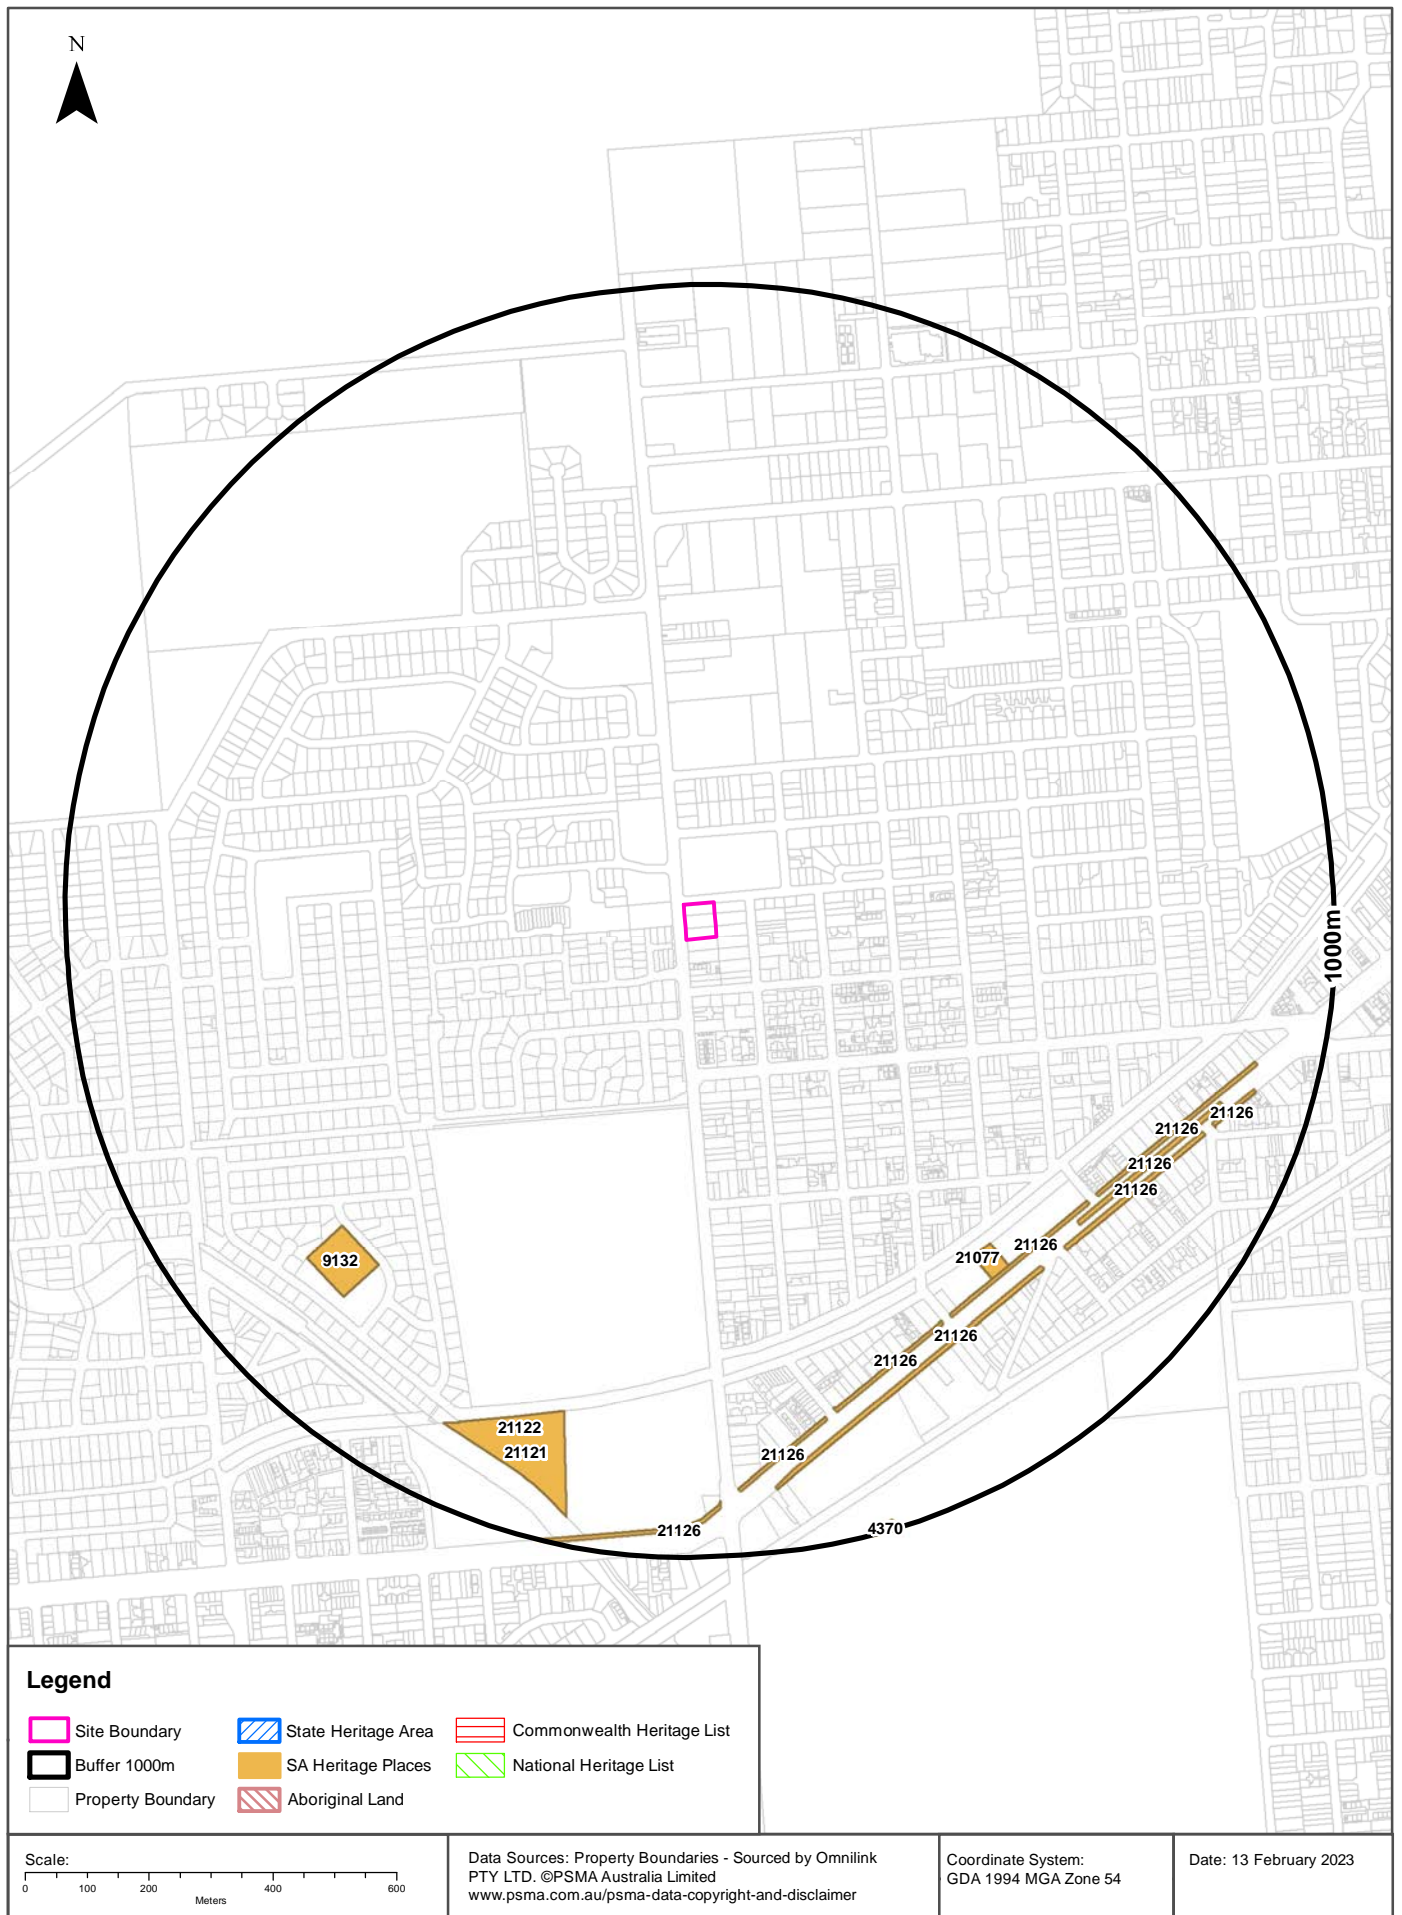 N
1000m
21126
21126
21126
21126
9132
21077
21126
21126
21126
21122
21121
21126
21126
4370
Legend
Site Boundary
State Heritage Area
Commonwealth Heritage List
Buffer 1000m
SA Heritage Places
National Heritage List
Property Boundary
Aboriginal Land
Scale:
0 100 200 400 600
Meters
Data Sources: Property Boundaries - Sourced by Omnilink
PTY LTD. ©PSMA Australia Limited
www.psma.com.au/psma-data-copyright-and-disclaimer
Coordinate System:
GDA 1994 MGA Zone 54
Date: 13 February 2023